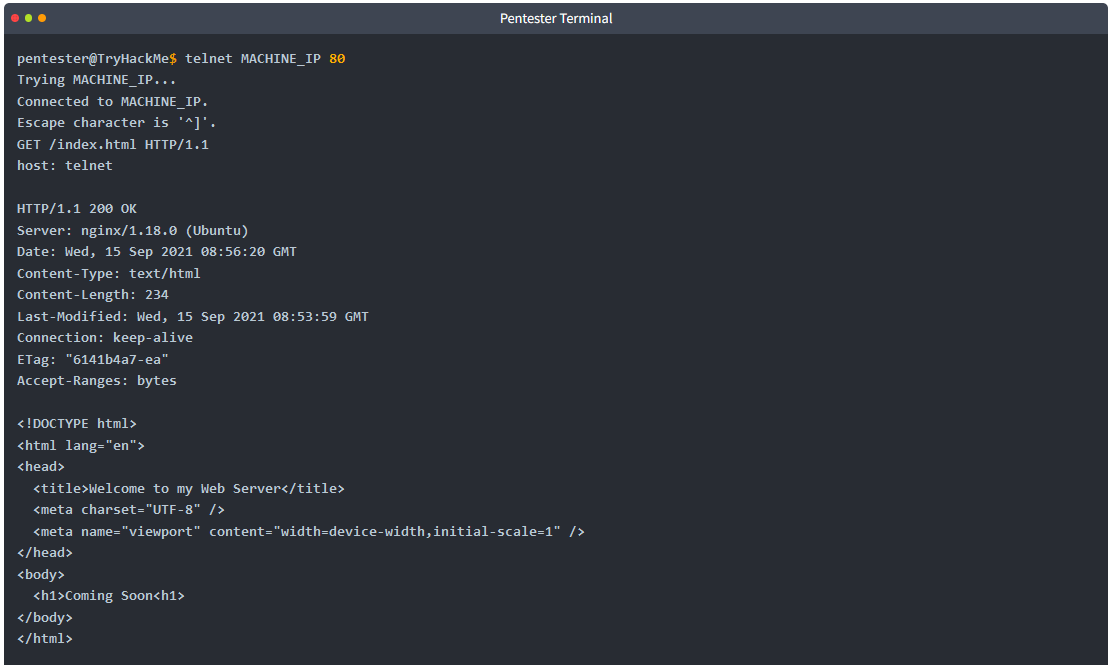 Pentester Terminal
pentester@TryHackMe$ telnet MACHINE_IP 80
Trying MACHINE_IP...
Connected to MACHINE_IP.
Escape character is '^]'.
GET /index.html HTTP/1.1
host: telnet

HTTP/1.1 200 OK
Server: nginx/1.18.0 (Ubuntu)
Date: Wed, 15 Sep 2021 08:56:20 GMT
Content-Type: text/html
Content-Length: 234
Last-Modified: Wed, 15 Sep 2021 08:53:59 GMT
Connection: keep-alive
ETag: "6141b4a7-ea"
Accept-Ranges: bytes

<!DOCTYPE html>
<html lang="en">
<head>
  <title>Welcome to my Web Server</title>
  <meta charset="UTF-8" />
  <meta name="viewport" content="width=device-width,initial-scale=1" />
</head>
<body>
  <h1>Coming Soon<h1>
</body>
</html>